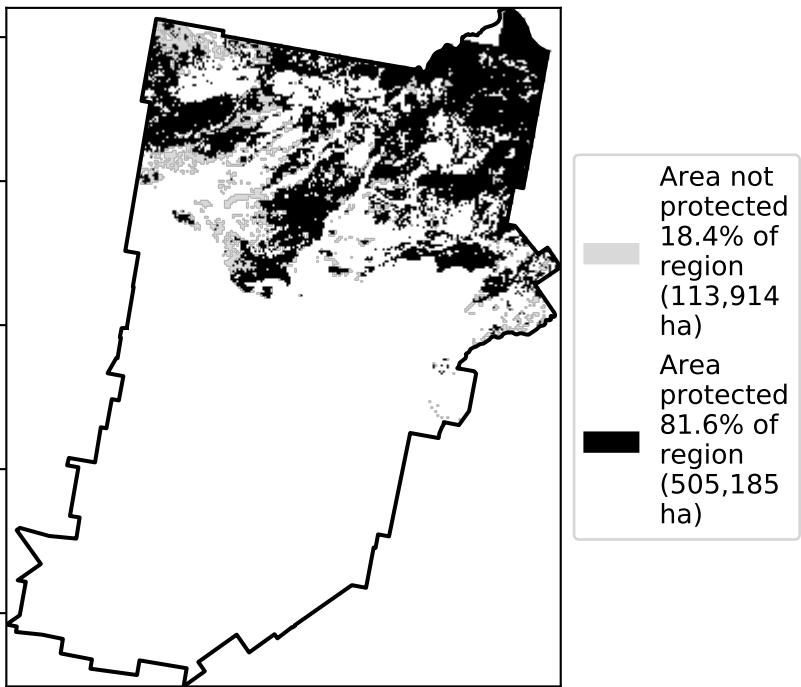 Area not
protected
18.4% of
region
(113,914
ha)
Area
protected
81.6% of
region
(505,185
ha)